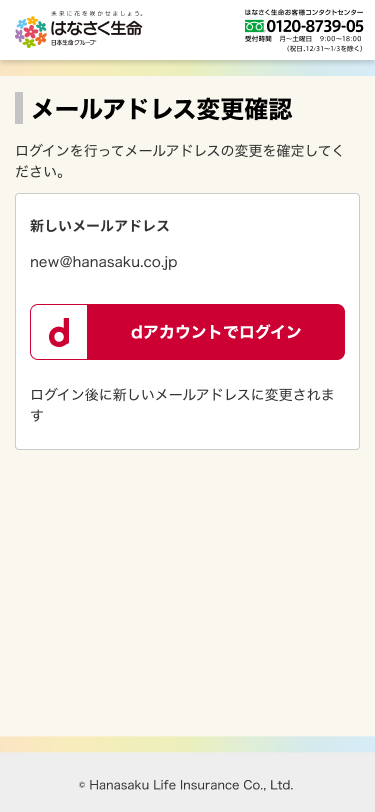 未来に花を咲かせましょう。
はなさく生命
日本生命グループ
はなさく生命お客様コンタクトセンター
0120-8739-05
受付時間 月〜土曜日 9:00〜18:00
(祝日、12/31〜1/3を除く)
メールアドレス変更確認
ログインを行ってメールアドレスの変更を確定してく
ださい。
新しいメールアドレス
new@hanasaku.co.jp
d dアカウントでログイン
ログイン後に新しいメールアドレスに変更されま
す
© Hanasaku Life Insurance Co., Ltd.